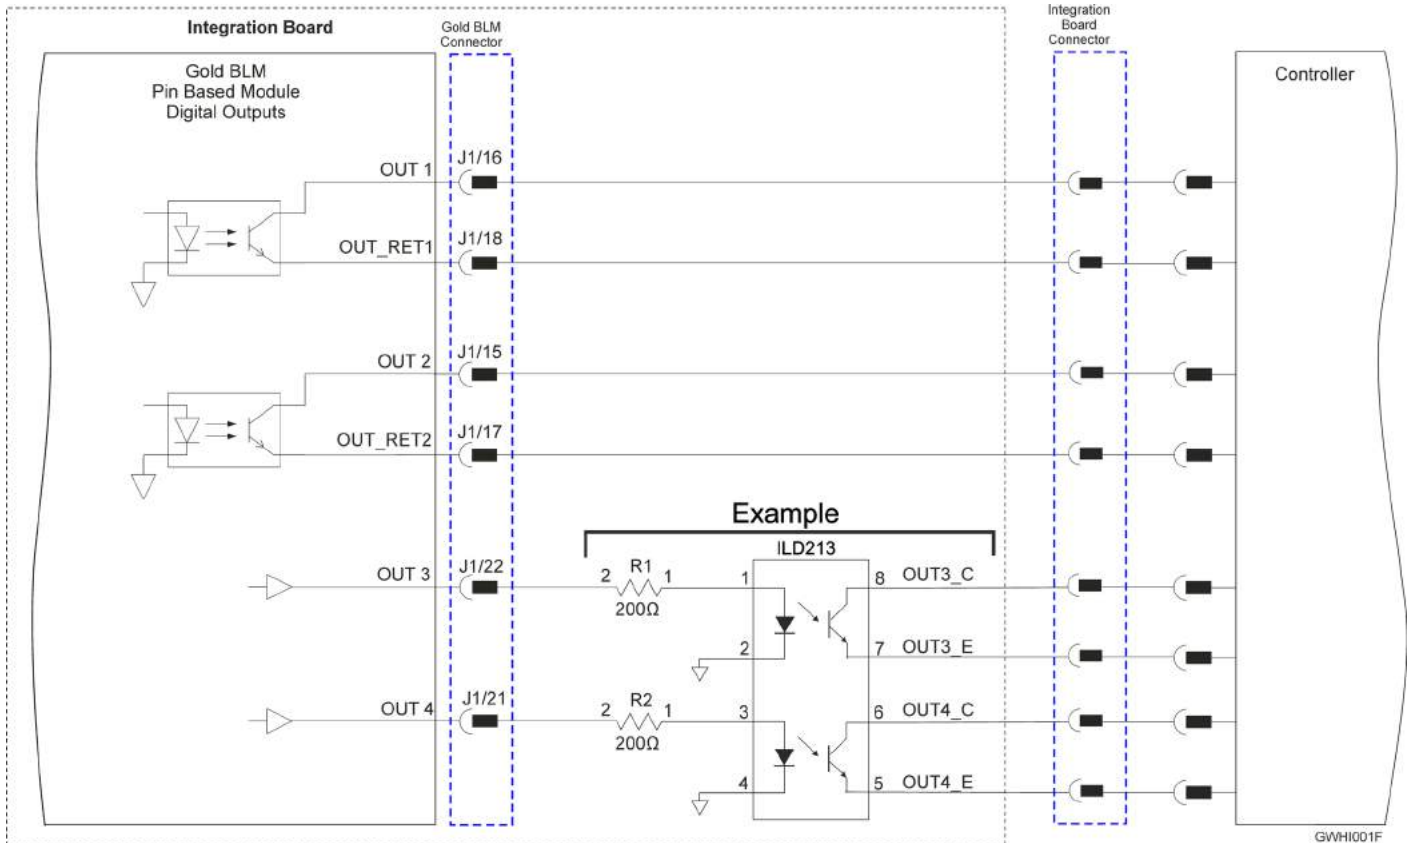 Integration Board
Gold BLM
Connector
Integration
Board
Connector
Gold BLM
Pin Based Module
Digital Outputs
Controller
OUT 1
J1/16
OUT_RET1
J1/18
OUT 2
J1/15
OUT_RET2
J1/17
Example
ILD213
OUT 3
J1/22
2 R1 1
200Ω
1
8 OUT3_C
2
7 OUT3_E
OUT 4
J1/21
2 R2 1
200Ω
3
6 OUT4_C
4
5 OUT4_E
GWHI001F